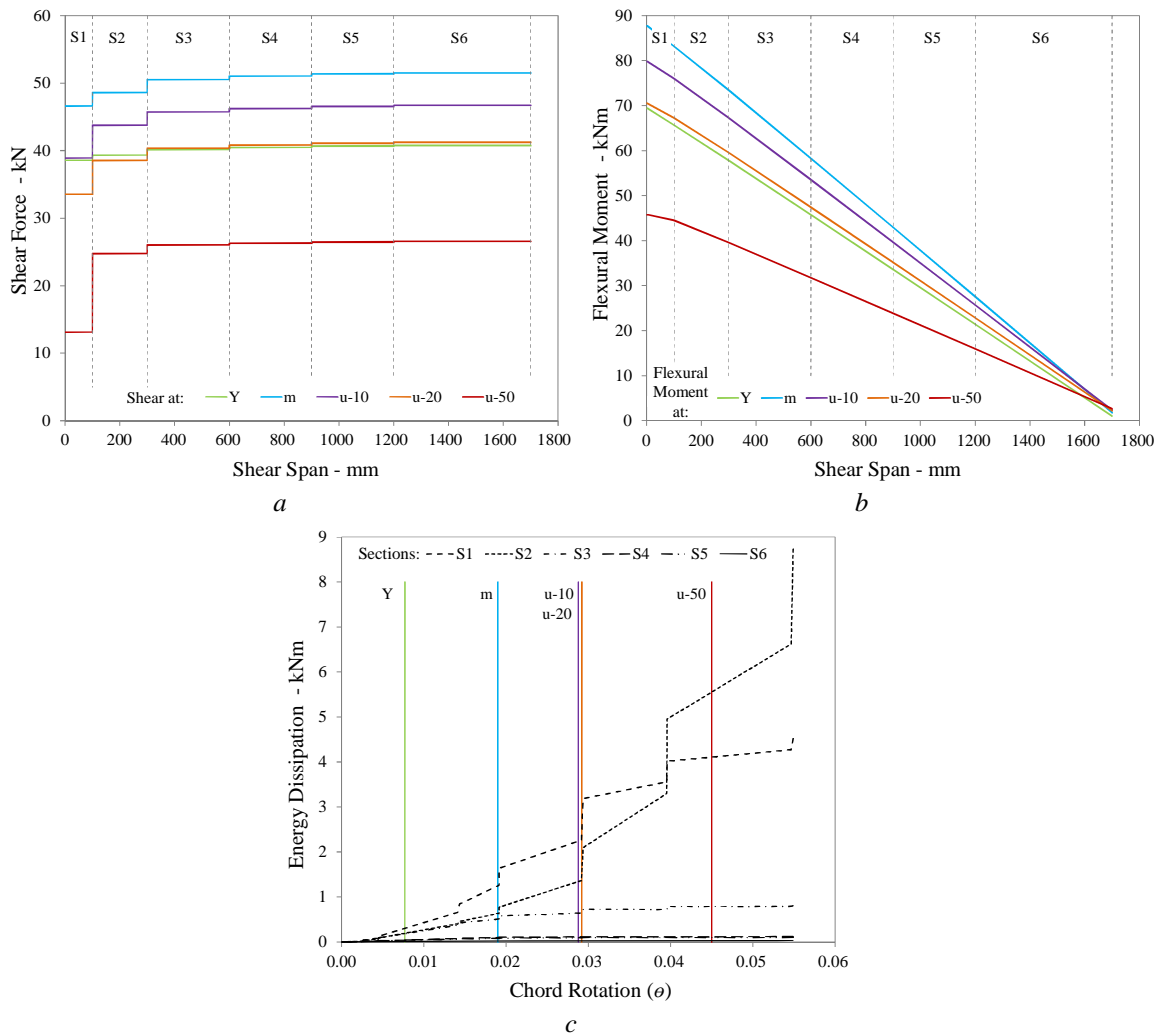 60
50
40
30
20
10
0
Shear Force - kN
S1 S2 S3 S4 S5 S6
Shear at: Y m u-10 u-20 u-50
0 200 400 600 800 1000 1200 1400 1600 1800
Shear Span - mm
a
90
80
70
60
50
40
30
20
10
0
Flexural Moment - kNm
S1 S2 S3 S4 S5 S6
Flexural
Moment
at:
Y m u-10 u-20 u-50
0 200 400 600 800 1000 1200 1400 1600 1800
Shear Span - mm
b
9
8
7
6
5
4
3
2
1
0
Energy Dissipation - kNm
Sections: S1 S2 S3 S4 S5 S6
Y m u-10 u-50
u-20
0.00 0.01 0.02 0.03 0.04 0.05 0.06
Chord Rotation (θ)
c